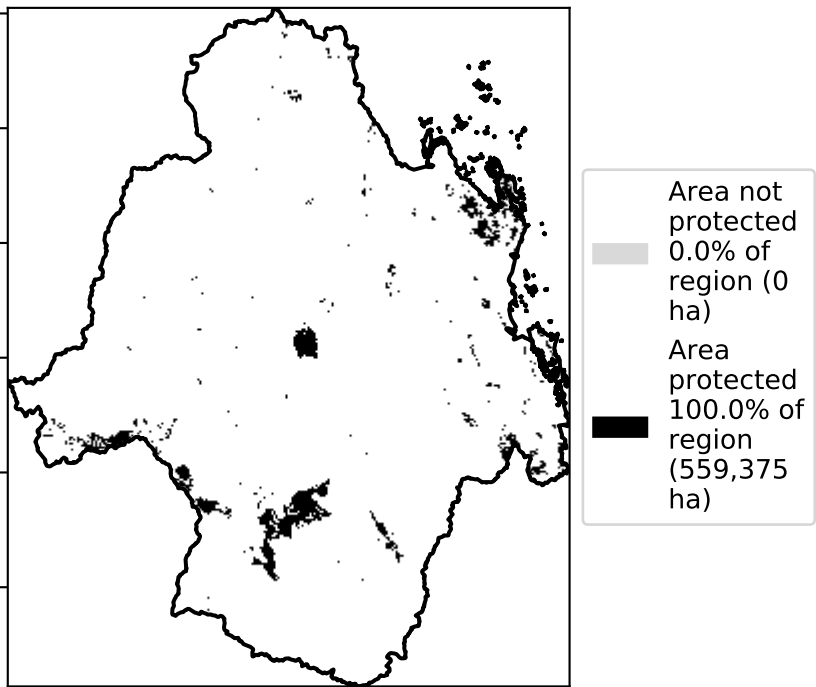 Area not
protected
0.0% of
region (0
ha)
Area
protected
100.0% of
region
(559,375
ha)